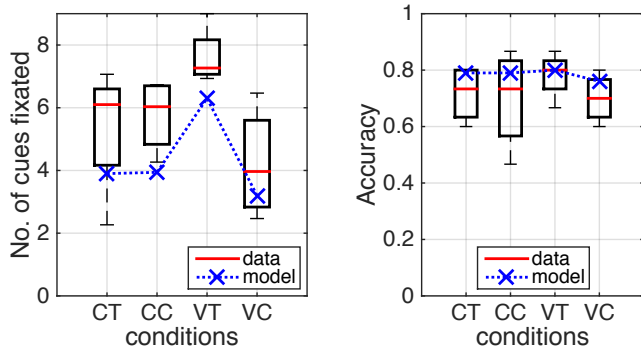 No. of cues fixated
8
6
4
2
0
data
model
CT CC VT VC
conditions
Accuracy
1
0.8
0.6
0.4
0.2
0
data
model
CT CC VT VC
conditions